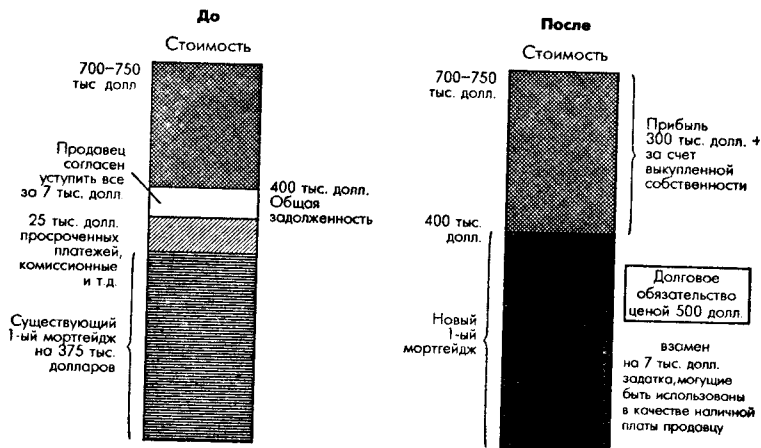 До
Стоимость
700–750
тыс долл
Продавец
согласен
уступить все
за 7 тыс. долл.
400 тыс. долл.
Общая
задолженность
25 тыс. долл.
просроченных
платежей,
комиссионные
и т.д.
Существующий
1-ый мортгейдж
на 375 тыс.
долларов
После
Стоимость
700–750
тыс. долл.
Прибыль
300 тыс. долл. +
за счет
выкупленной
собственности
400 тыс.
долл.
Новый
1-ый
мортгейдж
Долговое
обязательство
ценой 500 долл.
взамен
на 7 тыс. долл.
задатка,могущие
быть использованы
в качестве наличной
платы продавцу